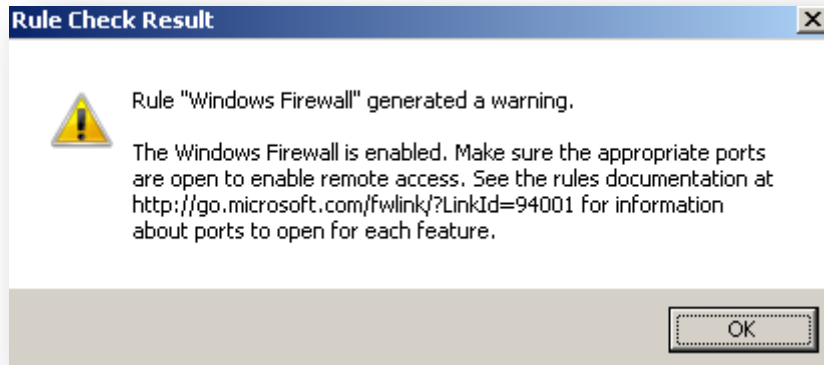 Rule Check Result
Rule "Windows Firewall" generated a warning.
The Windows Firewall is enabled. Make sure the appropriate ports
are open to enable remote access. See the rules documentation at
http://go.microsoft.com/fwlink/?LinkId=94001 for information
about ports to open for each feature.
OK